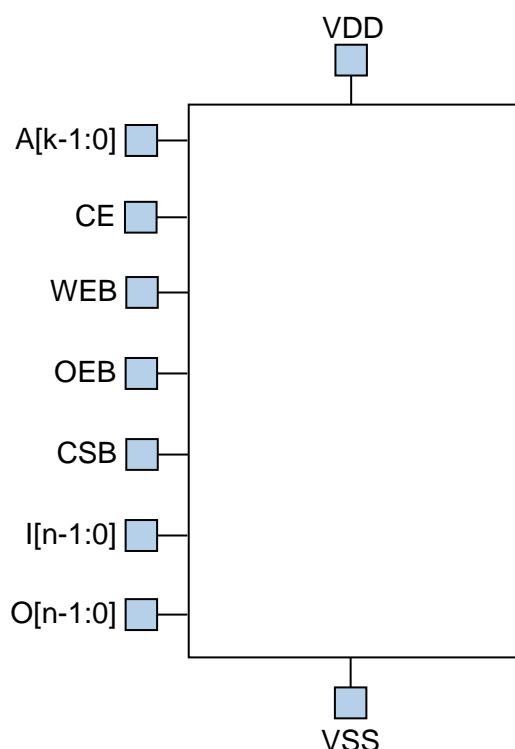 VDD
A[k-1:0]
CE
WEB
OEB
CSB
I[n-1:0]
O[n-1:0]
VSS